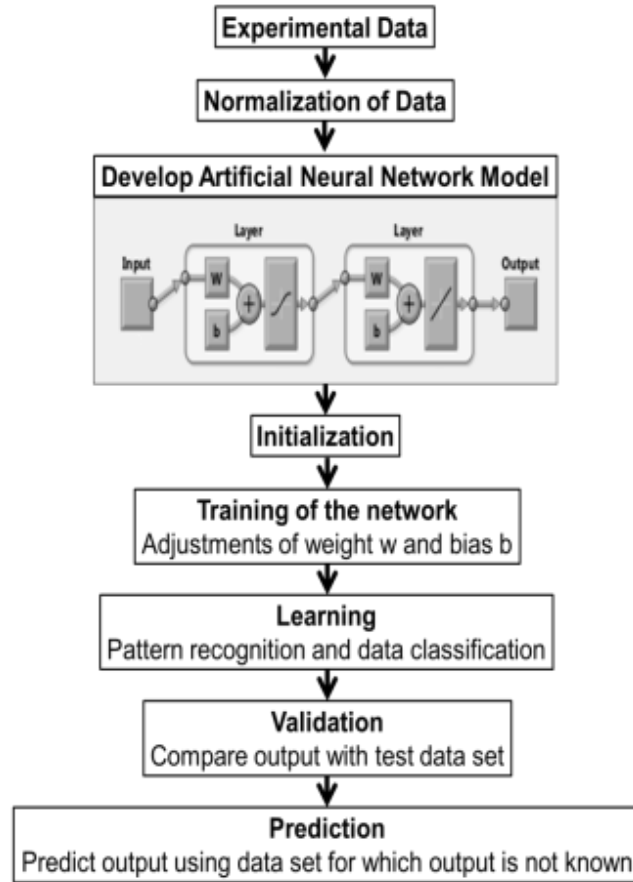 Experimental Data
Normalization of Data
Develop Artificial Neural Network Model
Layer Layer
Input Output
W W
b b
Initialization
Training of the network
Adjustments of weight w and bias b
Learning
Pattern recognition and data classification
Validation
Compare output with test data set
Prediction
Predict output using data set for which output is not known